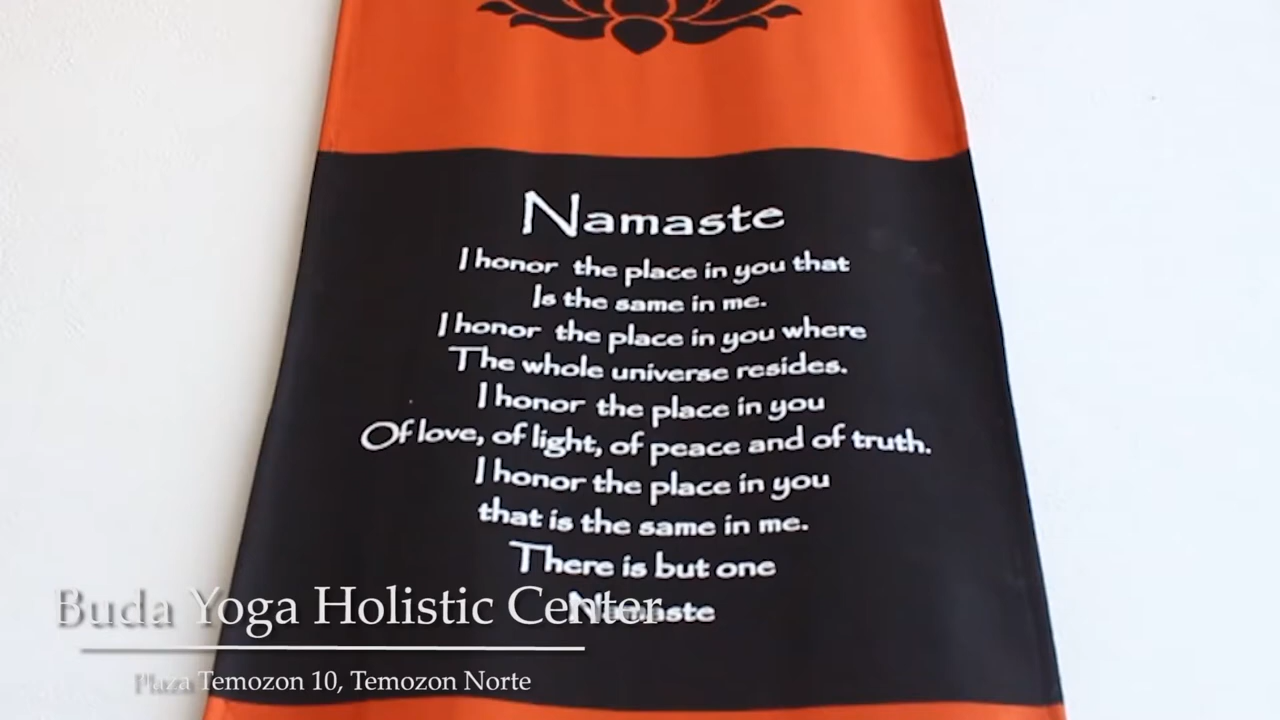 Namaste
I honor the place in you that
Is the same in me.
I honor the place in you where
The whole universe resides.
I honor the place in you
Of love, of light, of peace and of truth.
I honor the place in you
that is the same in me.
There is but one
Namaste
Buda Yoga Holistic Center
Plaza Temozon 10, Temozon Norte